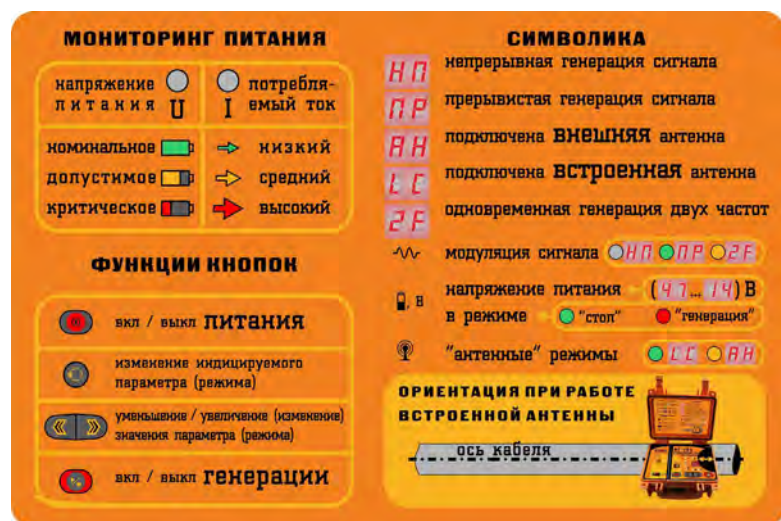 МОНИТОРИНГ ПИТАНИЯ
напряжение
питания U
I потребля-
емый ток
номинальное
низкий
допустимое
средний
критическое
высокий
ФУНКЦИИ КНОПОК
вкл / выкл питания
изменение индицируемого
параметра (режима)
уменьшение / увеличение (изменение)
значения параметра (режима)
вкл / выкл генерации
СИМВОЛИКА
НП непрерывная генерация сигнала
ПР прерывистая генерация сигнала
АН подключена внешняя антенна
LC подключена встроенная антенна
2F одновременная генерация двух частот
модуляция сигнала НП ПР 2F
, В напряжение питания (47...14) В
в режиме "стоп" "генерация"
"антенные" режимы LC АН
ОРИЕНТАЦИЯ ПРИ РАБОТЕ
ВСТРОЕННОЙ АНТЕННЫ
ось кабеля